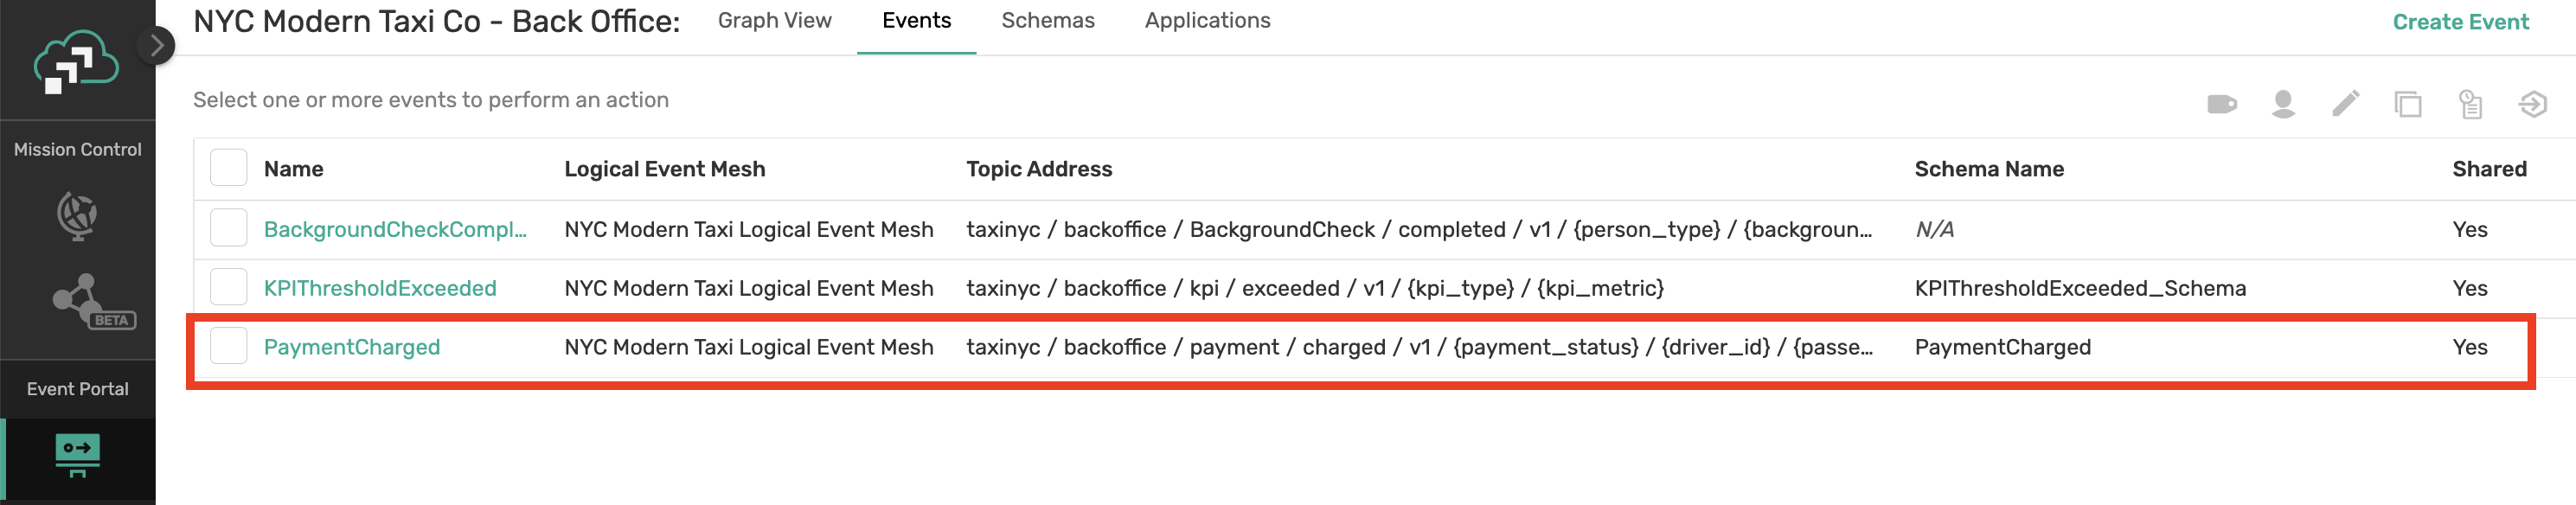 NYC Modern Taxi Co - Back Office: Graph View Events Schemas Applications Create Event
Select one or more events to perform an action
Mission Control
Name Logical Event Mesh Topic Address Schema Name Shared
BackgroundCheckCompl... NYC Modern Taxi Logical Event Mesh taxinyc / backoffice / BackgroundCheck / completed / v1 / {person_type} / {backgroun... N/A Yes
KPIThresholdExceeded NYC Modern Taxi Logical Event Mesh taxinyc / backoffice / kpi / exceeded / v1 / {kpi_type} / {kpi_metric} KPIThresholdExceeded_Schema Yes
BETA
PaymentCharged NYC Modern Taxi Logical Event Mesh taxinyc / backoffice / payment / charged / v1 / {payment_status} / {driver_id} / {passe... PaymentCharged Yes
Event Portal